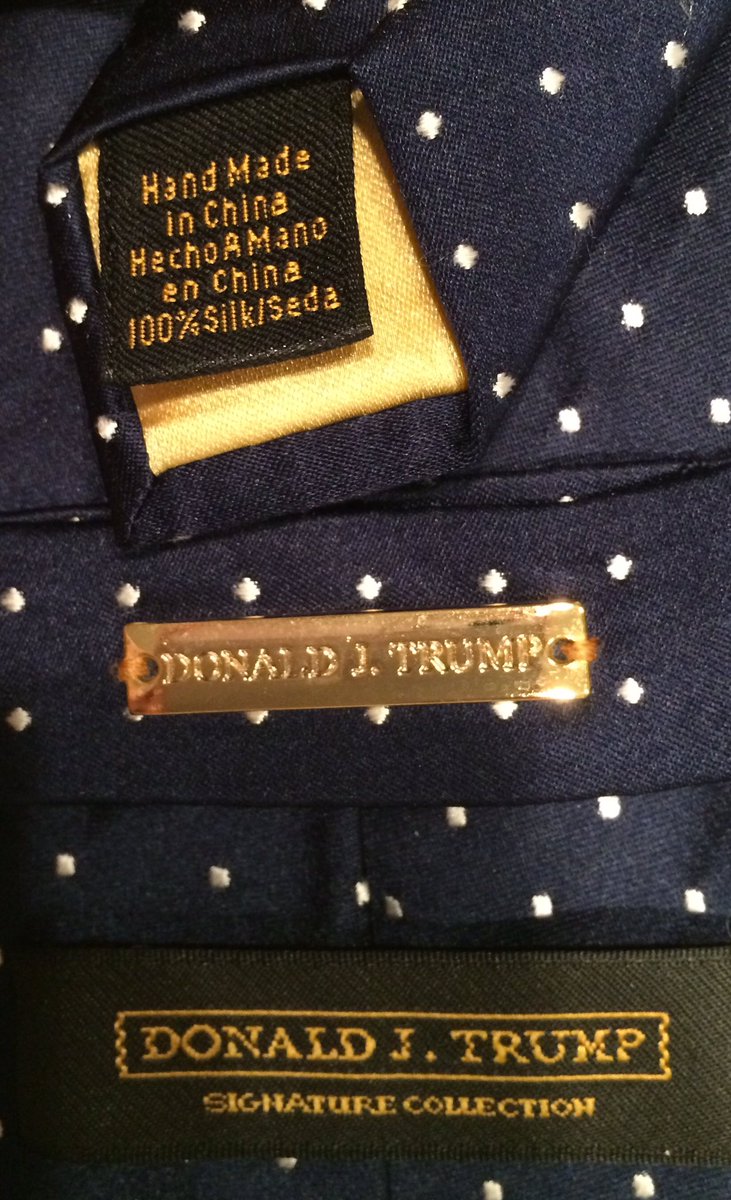 Hand Made
in China
Hecho A Mano
en China
100% Silk/Seda
DONALD J. TRUMP
DONALD J. TRUMP
SIGNATURE COLLECTION